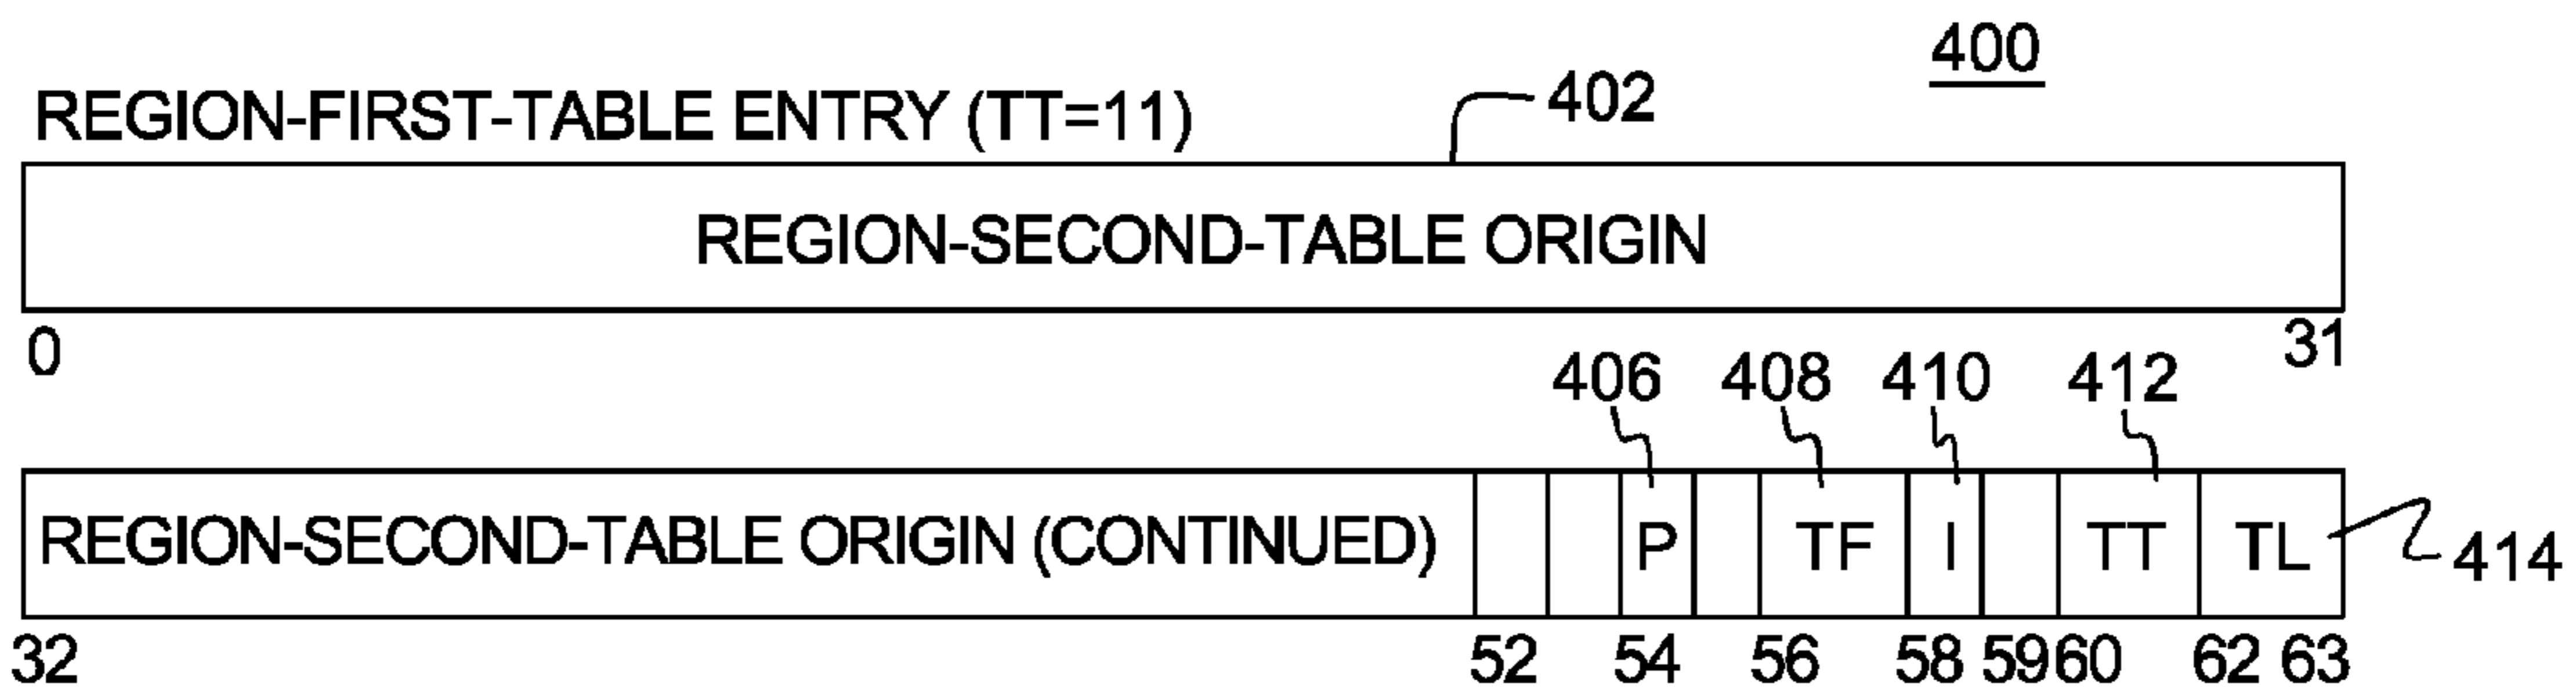 400
REGION-FIRST-TABLE ENTRY (TT=11)
402
REGION-SECOND-TABLE ORIGIN
0 31
406 408 410 412
REGION-SECOND-TABLE ORIGIN (CONTINUED) P TF I TT TL
414
32 52 54 56 58 59 60 62 63